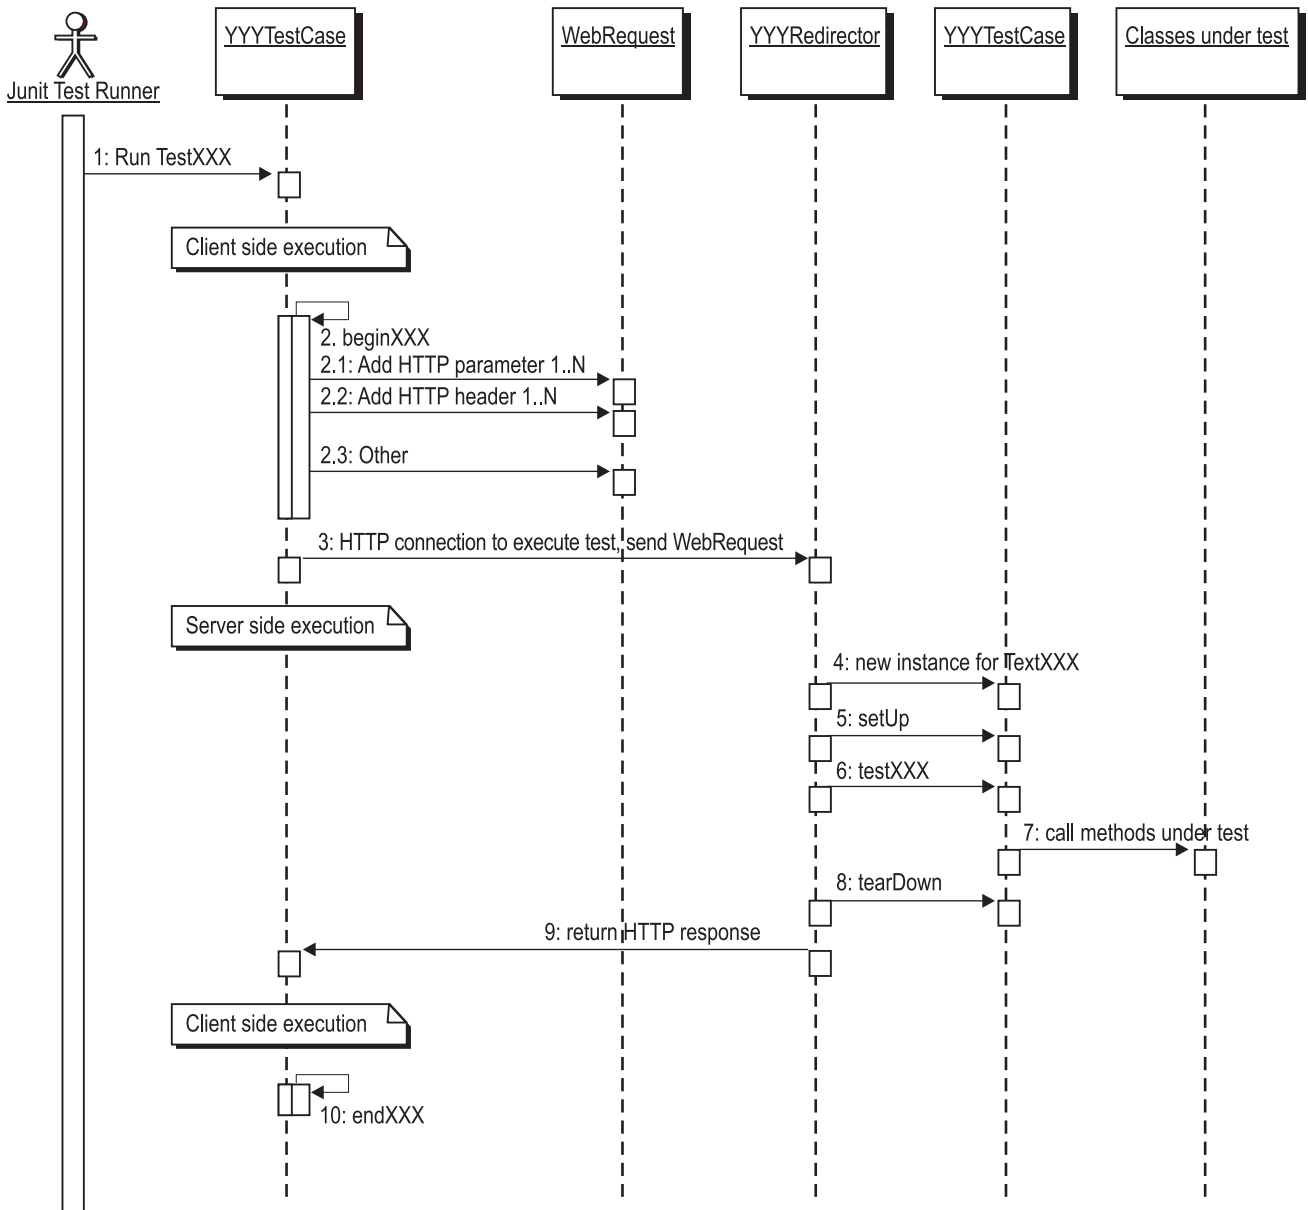 YYYTestCase
WebRequest
YYYRedirector
YYYTestCase
Classes under test
Junit Test Runner
1: Run TestXXX
Client side execution
2. beginXXX
2.1: Add HTTP parameter 1..N
2.2: Add HTTP header 1..N
2.3: Other
3: HTTP connection to execute test, send WebRequest
Server side execution
4: new instance for TextXXX
5: setUp
6: testXXX
7: call methods under test
8: tearDown
9: return HTTP response
Client side execution
10: endXXX